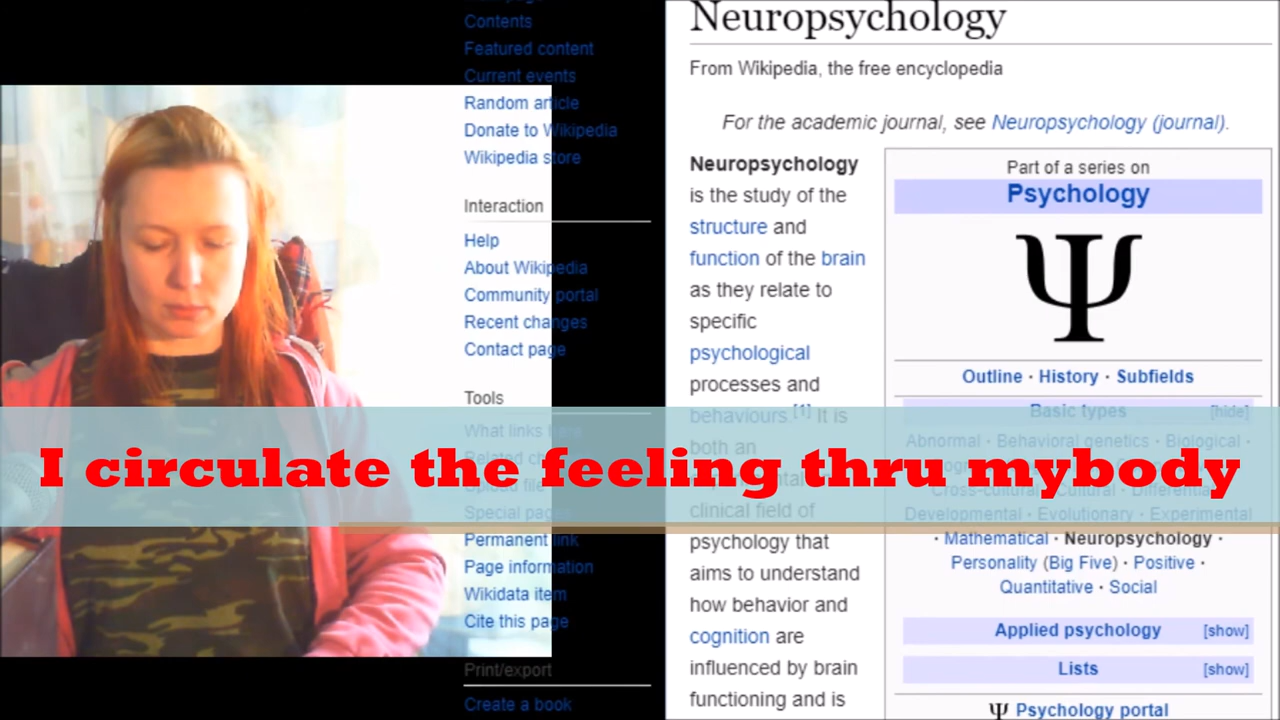 Contents
Featured content
Current events
Random article
Donate to Wikipedia
Wikipedia store
Interaction
Help
About Wikipedia
Community portal
Recent changes
Contact page
Tools
What links
Special
Permanent link
Page information
Wikidata item
Cite this page
Print/export
Create a book
Neuropsychology
From Wikipedia, the free encyclopedia
For the academic journal, see Neuropsychology (journal).
Neuropsychology
is the study of the
structure and
function of the brain
as they relate to
specific
psychological
processes and
behaviours.[1] It is
both an
clinical field of
psychology that
aims to understand
how behavior and
cognition are
influenced by brain
functioning and is
Part of a series on
Psychology
Ψ
Outline · History · Subfields
Basic types [hide]
Abnormal · Behavioral genetics · Biological ·
Cross-cultural · Cultural ·
Developmental · Evolutionary · Experimental
· Mathematical · Neuropsychology ·
Personality (Big Five) · Positive ·
Quantitative · Social
Applied psychology [show]
Lists [show]
Ψ Psychology portal
I circulate the feeling thru mybody